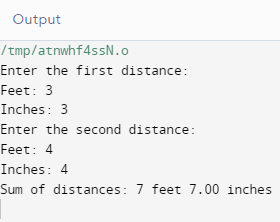 Output
/tmp/atnwhf4ssN.o
Enter the first distance:
Feet: 3
Inches: 3
Enter the second distance:
Feet: 4
Inches: 4
Sum of distances: 7 feet 7.00 inches